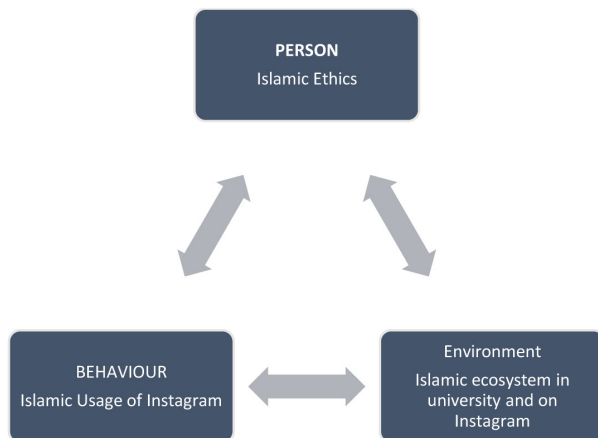 PERSON
Islamic Ethics
BEHAVIOUR
Islamic Usage of Instagram
Environment
Islamic ecosystem in
university and on
Instagram